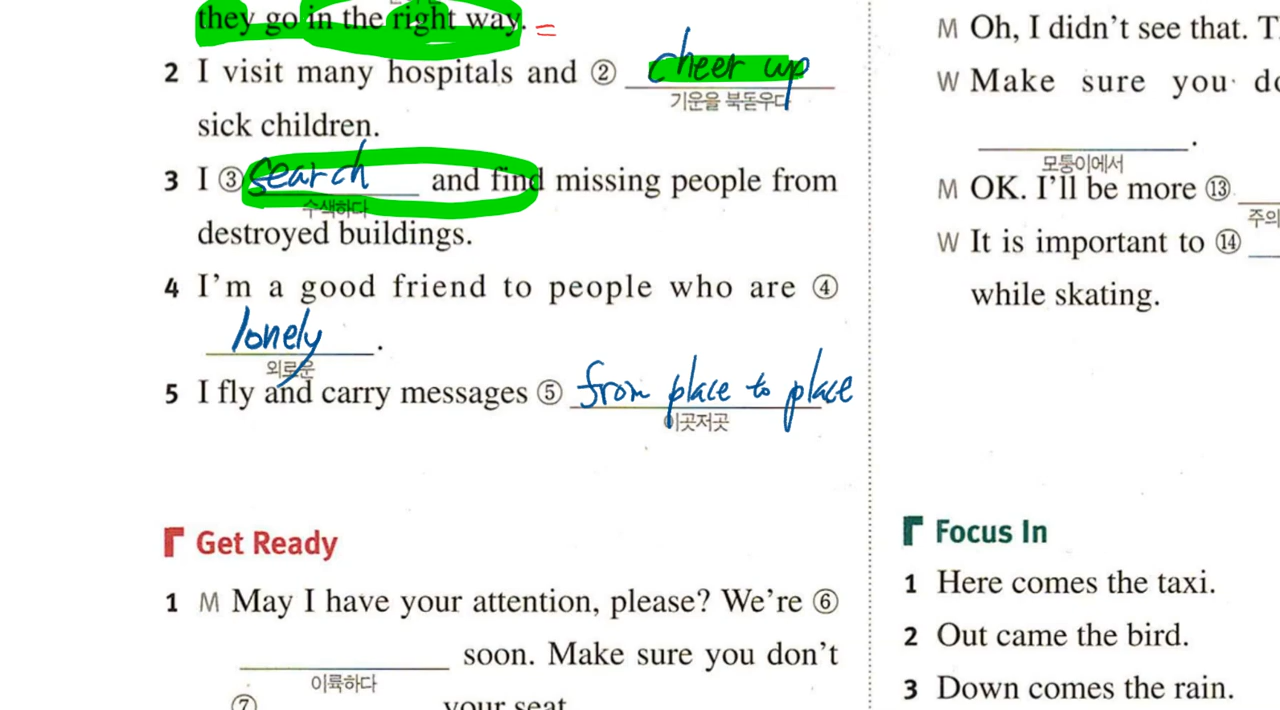 they go in the right way. =
2 I visit many hospitals and ② cheer up
기운을 북돋우다
sick children.
3 I ③ search and find missing people from
수색하다
destroyed buildings.
4 I'm a good friend to people who are ④
lonely.
외로운
5 I fly and carry messages ⑤ from place to place
이곳저곳
Get Ready
1 M May I have your attention, please? We're ⑥
soon. Make sure you don't
이륙하다
⑦ your seat
M Oh, I didn't see that. T
W Make sure you do
.
모퉁이에서
M OK. I'll be more ⑬
주의
W It is important to ⑭
while skating.
Focus In
1 Here comes the taxi.
2 Out came the bird.
3 Down comes the rain.